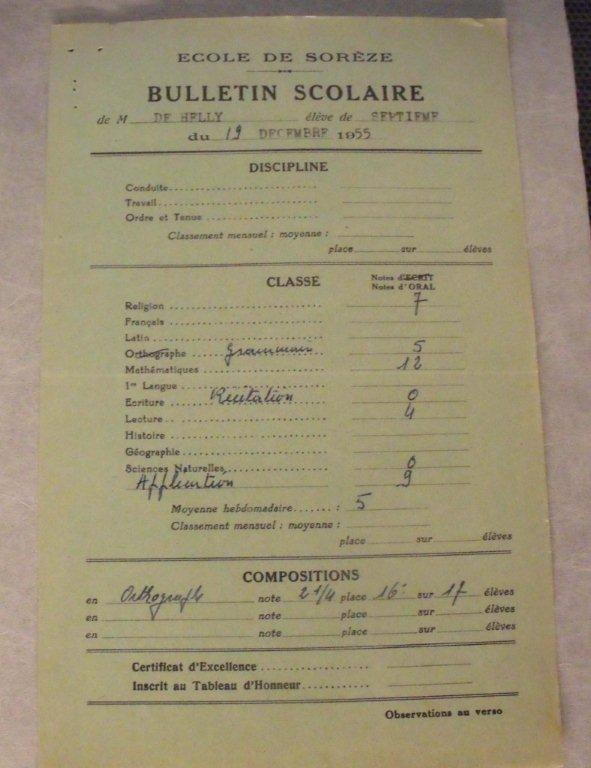 ECOLE DE SORÈZE
BULLETIN SCOLAIRE
de M DE HELLY élève de SEPTIEME
du 19 DECEMBRE 1955
DISCIPLINE
Conduite
Travail
Ordre et Tenue
Classement mensuel : moyenne :
place sur élèves
CLASSE Notes d'ECRIT
Notes d'ORAL
Religion 7
Français
Latin
Orthographe Grammaire 5
Mathématiques 12
1re Langue
Ecriture Récitation 0
Lecture 4
Histoire
Géographie
Sciences Naturelles 0
Application 9
Moyenne hebdomadaire : 5
Classement mensuel : moyenne :
place sur élèves
COMPOSITIONS
en Orthographe note 2 1/4 place 16e sur 17 élèves
en note place sur élèves
en note place sur élèves
Certificat d'Excellence
Inscrit au Tableau d'Honneur
Observations au verso